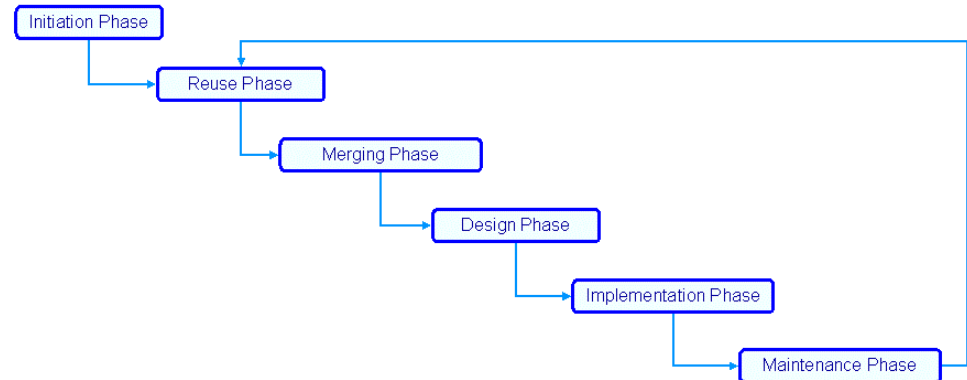 Initiation Phase
Reuse Phase
Merging Phase
Design Phase
Implementation Phase
Maintenance Phase